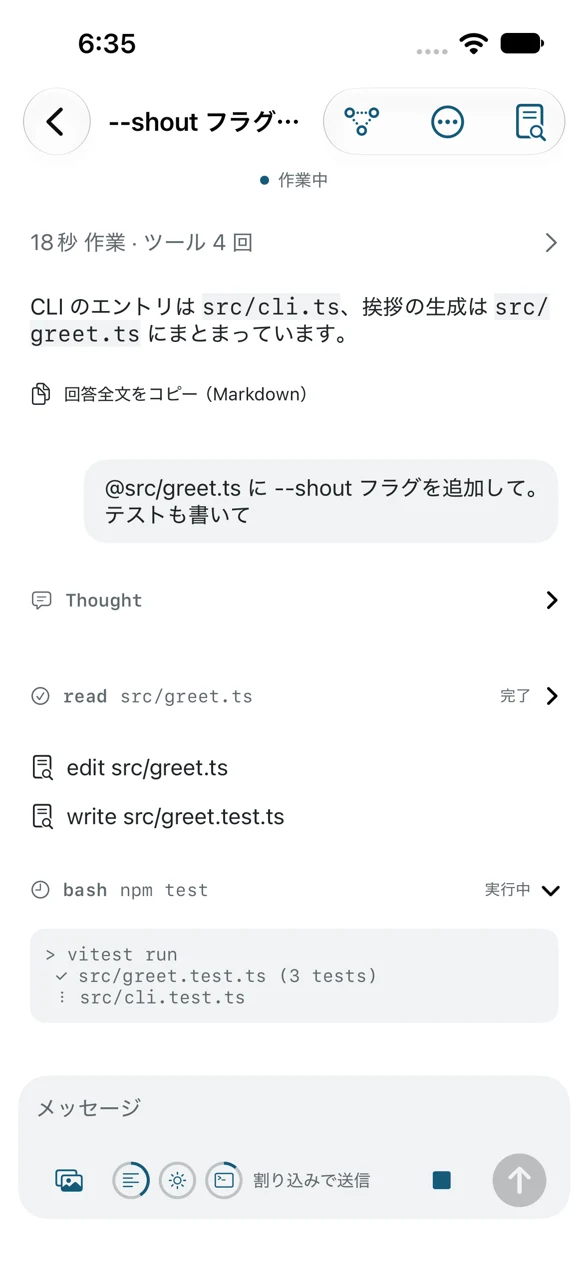 6:35
--shout フラグ…
作業中
18秒 作業 · ツール 4 回
CLI のエントリは src/cli.ts、挨拶の生成は src/
greet.ts にまとまっています。
回答全文をコピー（Markdown）
@src/greet.ts に --shout フラグを追加して。
テストも書いて
Thought
read src/greet.ts 完了
edit src/greet.ts
write src/greet.test.ts
bash npm test 実行中
> vitest run
✓ src/greet.test.ts (3 tests)
⋮ src/cli.test.ts
メッセージ
割り込みで送信